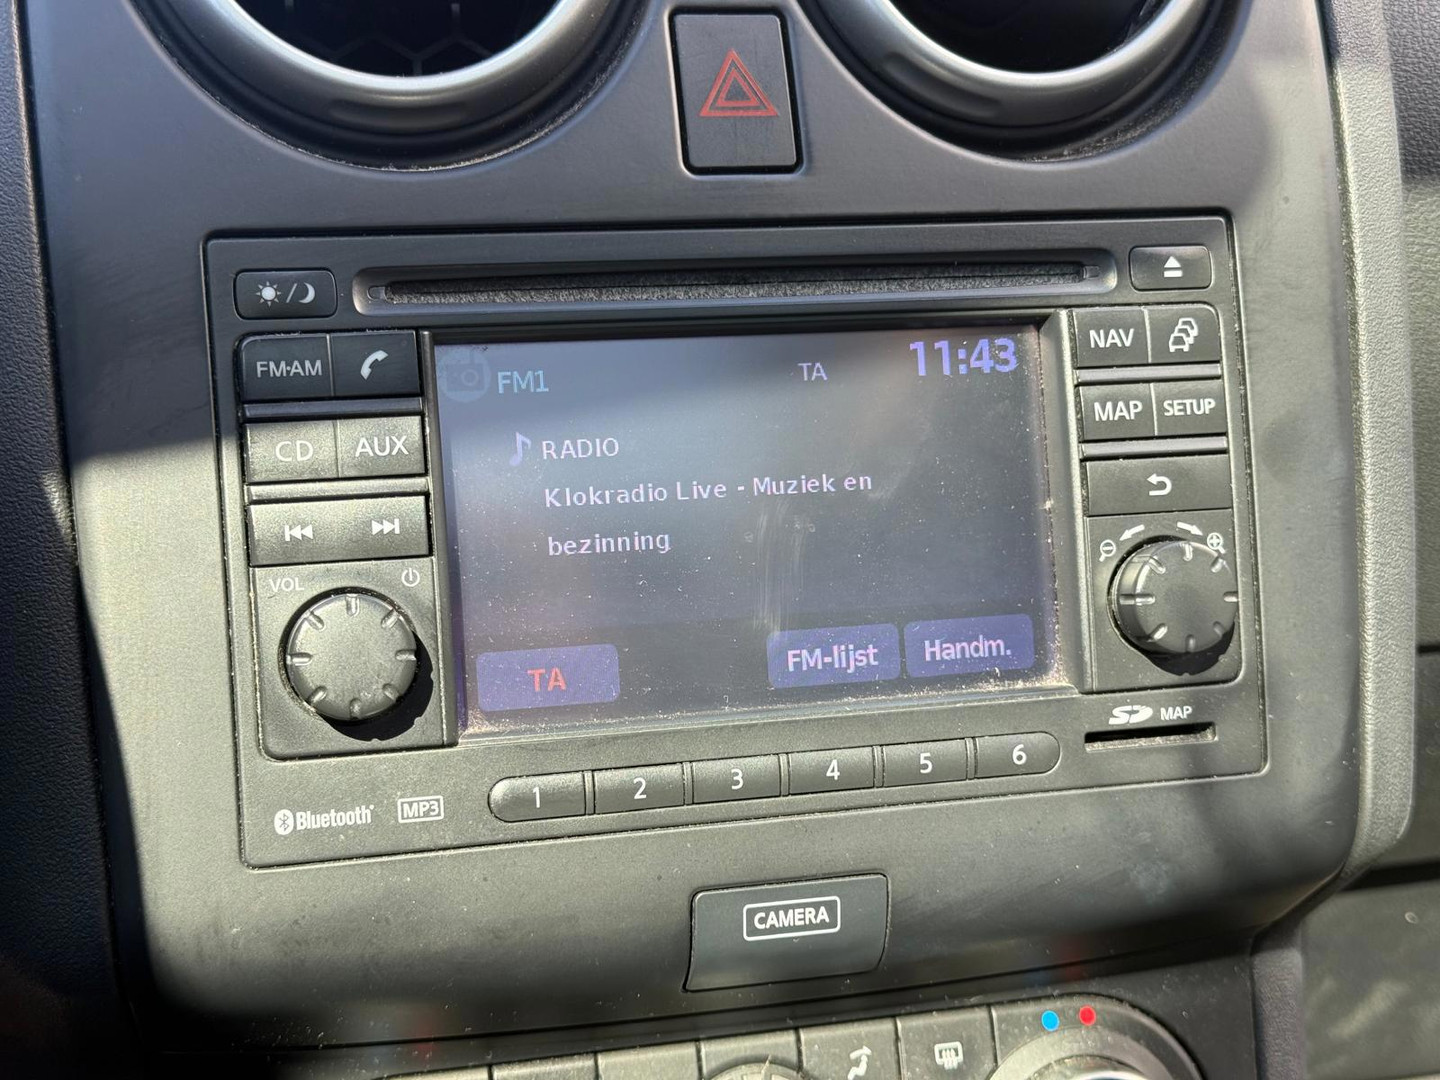 FM·AM
CD
AUX
VOL
FM1
TA
11:43
RADIO
Klokradio Live - Muziek en
bezinning
TA
FM-lijst
Handm.
NAV
MAP
SETUP
SD MAP
1 2 3 4 5 6
Bluetooth
MP3
CAMERA